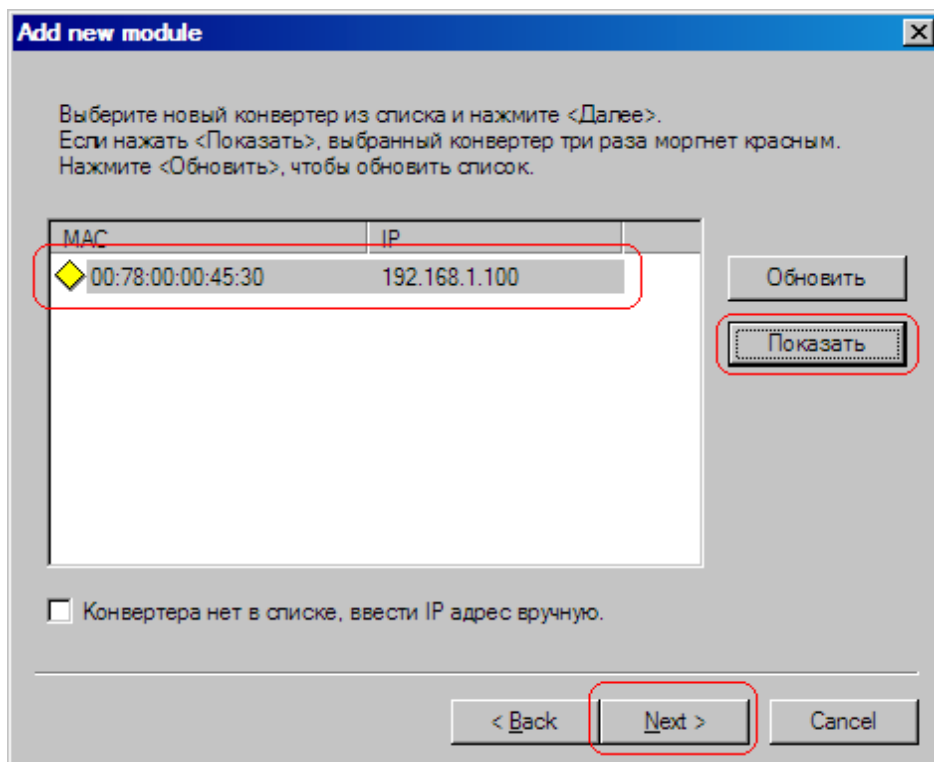 Add new module
Выберите новый конвертер из списка и нажмите <Далее>.
Если нажать <Показать>, выбранный конвертер три раза моргнет красным.
Нажмите <Обновить>, чтобы обновить список.
MAC IP
00:78:00:00:45:30 192.168.1.100
Обновить
Показать
Конвертера нет в списке, ввести IP адрес вручную.
< Back Next > Cancel